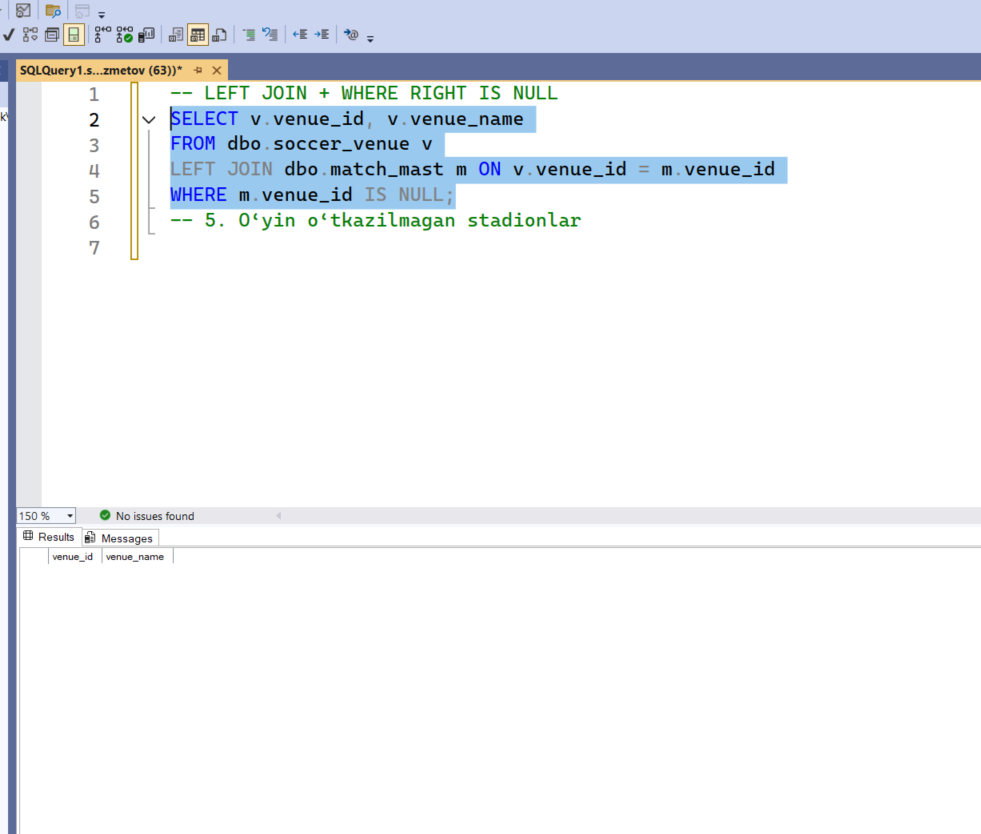 SQLQuery1.s...zmetov (63))*
1 -- LEFT JOIN + WHERE RIGHT IS NULL
2 SELECT v.venue_id, v.venue_name
3 FROM dbo.soccer_venue v
4 LEFT JOIN dbo.match_mast m ON v.venue_id = m.venue_id
5 WHERE m.venue_id IS NULL;
6 -- 5. O‘yin o‘tkazilmagan stadionlar
7
150 % No issues found
Results Messages
venue_id venue_name